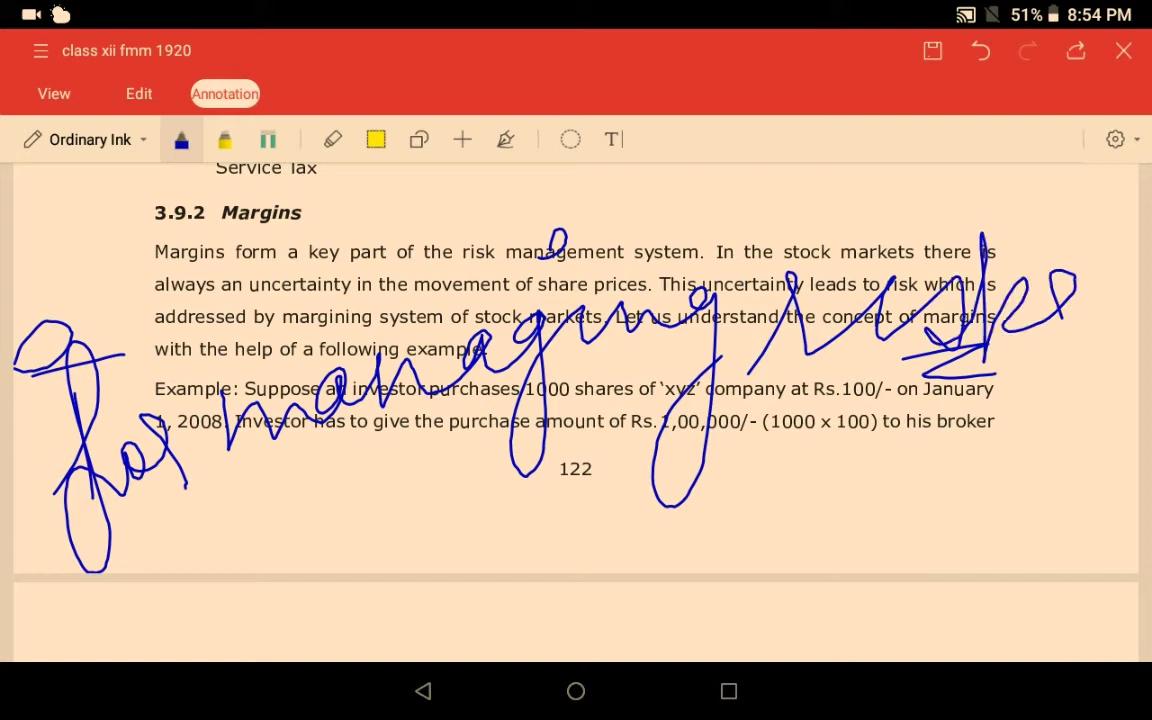 51% 8:54 PM
class xii fmm 1920
View Edit Annotation
Ordinary Ink T
Service Tax
3.9.2 Margins
Margins form a key part of the risk management system. In the stock markets there is
always an uncertainty in the movement of share prices. This uncertainty leads to risk which is
addressed by margining system of stock markets. Let us understand the concept of margins
with the help of a following example.
Example: Suppose an investor purchases 1000 shares of ‘xyz’ company at Rs.100/- on January
1, 2008. Investor has to give the purchase amount of Rs.1,00,000/- (1000 x 100) to his broker
for managing
122